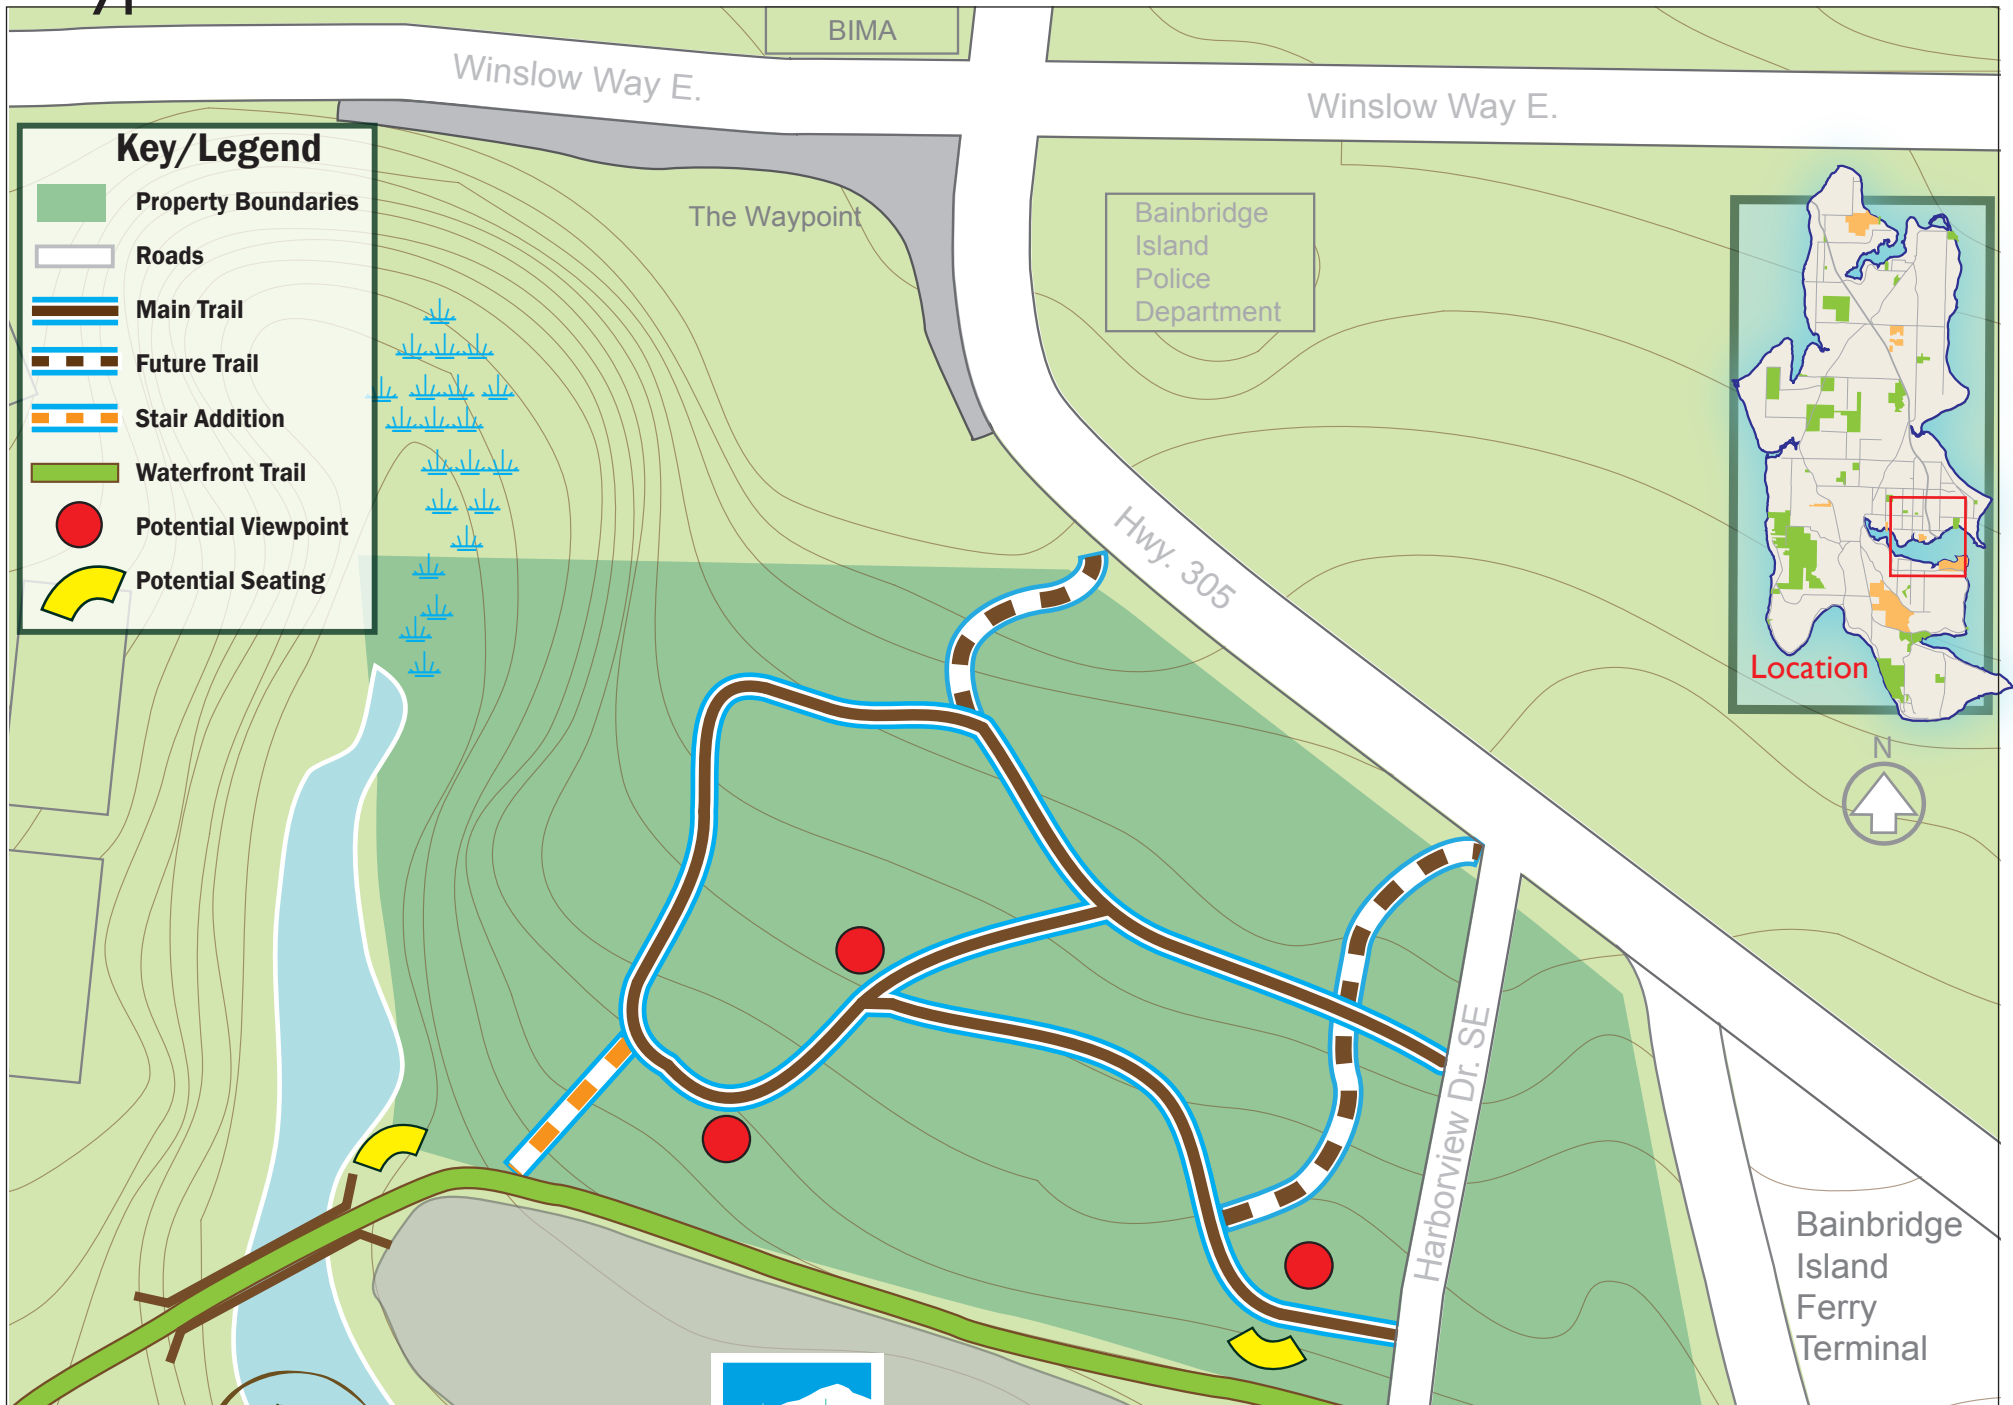 BIMA
Winslow Way E.
Winslow Way E.
Key/Legend
Property Boundaries
Roads
Main Trail
Future Trail
Stair Addition
Waterfront Trail
Potential Viewpoint
Potential Seating
The Waypoint
Bainbridge
Island
Police
Department
Hwy. 305
Location
N
Harborview Dr. SE
Bainbridge
Island
Ferry
Terminal